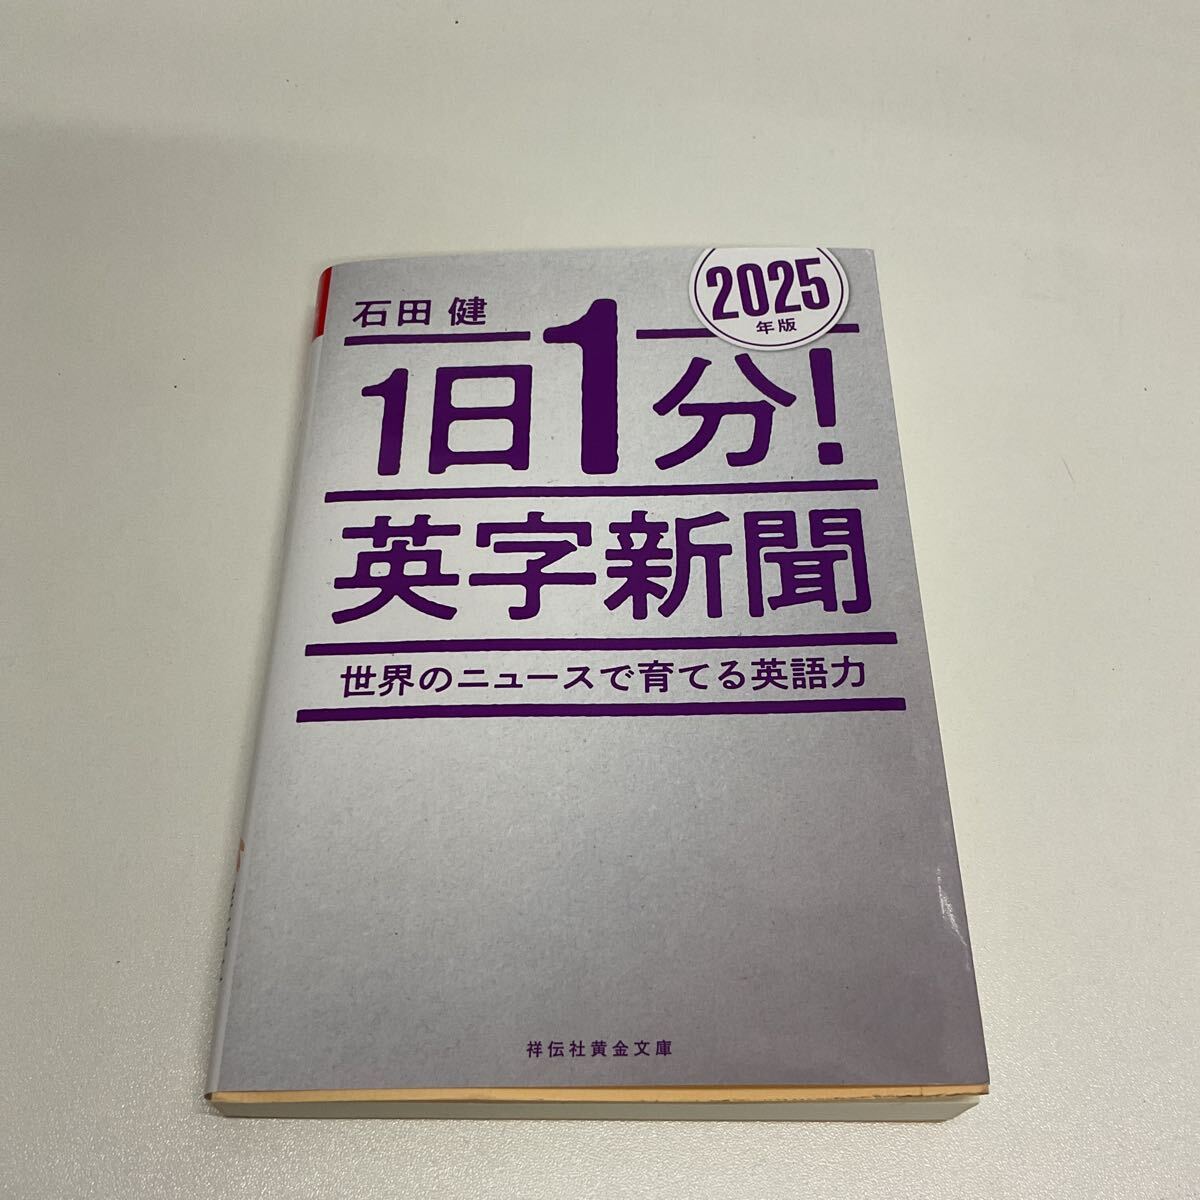 2025
年版
石田 健
1日1分!
英字新聞
世界のニュースで育てる英語力
祥伝社黄金文庫